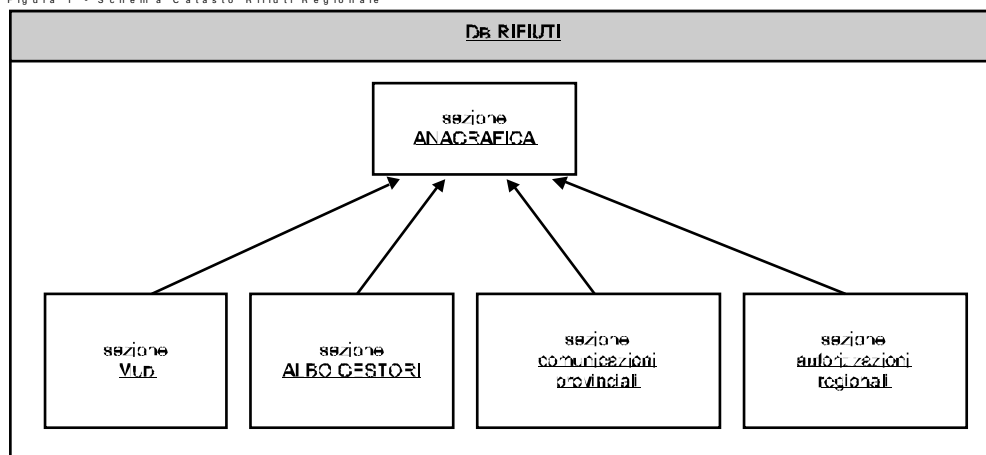 Figura 1 - Schema Catasto Rifiuti Regionale
DB RIFIUTI
sezione
ANAGRAFICA
sezione
MUD
sezione
ALBO GESTORI
sezione
comunicazioni
provinciali
sezione
autorizzazioni
regionali